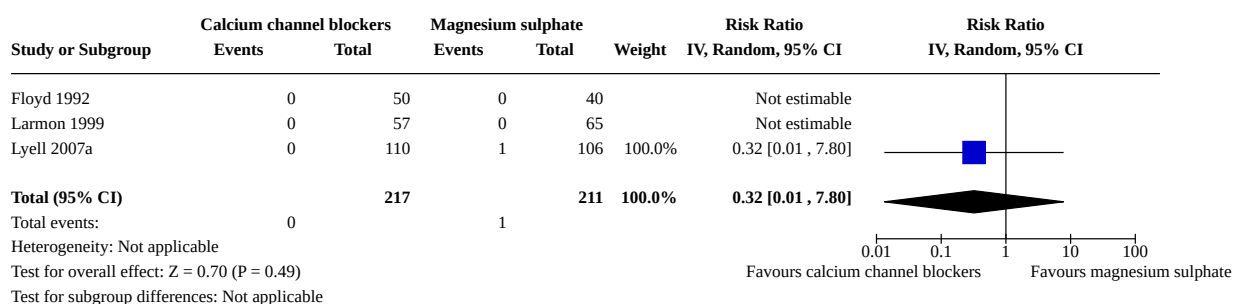 Calcium channel blockers Magnesium sulphate Risk Ratio Risk Ratio
Study or Subgroup Events Total Events Total Weight IV, Random, 95% CI IV, Random, 95% CI
Floyd 1992 0 50 0 40 Not estimable
Larmon 1999 0 57 0 65 Not estimable
Lyell 2007a 0 110 1 106 100.0% 0.32 [0.01 , 7.80]
Total (95% CI) 217 211 100.0% 0.32 [0.01 , 7.80]
Total events: 0 1
Heterogeneity: Not applicable
0.01 0.1 1 10 100
Test for overall effect: Z = 0.70 (P = 0.49) Favours calcium channel blockers Favours magnesium sulphate
Test for subgroup differences: Not applicable